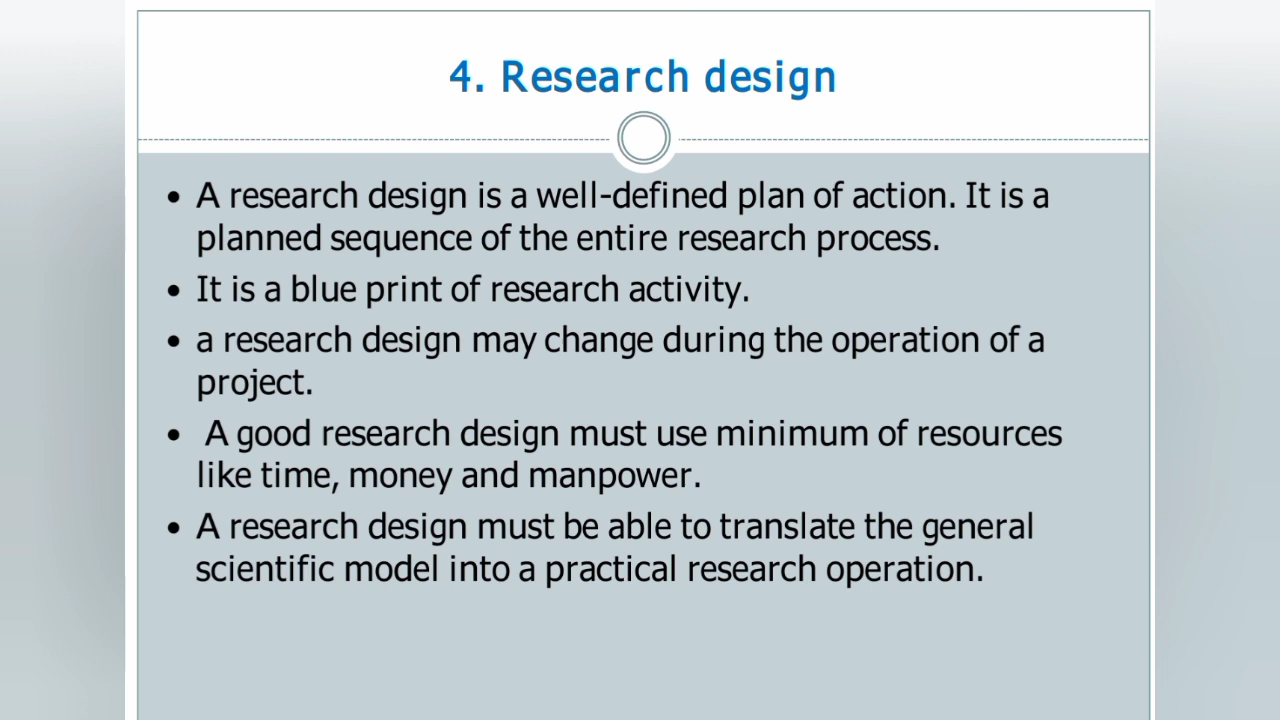 4. Research design
• A research design is a well-defined plan of action. It is a
planned sequence of the entire research process.
• It is a blue print of research activity.
• a research design may change during the operation of a
project.
• A good research design must use minimum of resources
like time, money and manpower.
• A research design must be able to translate the general
scientific model into a practical research operation.